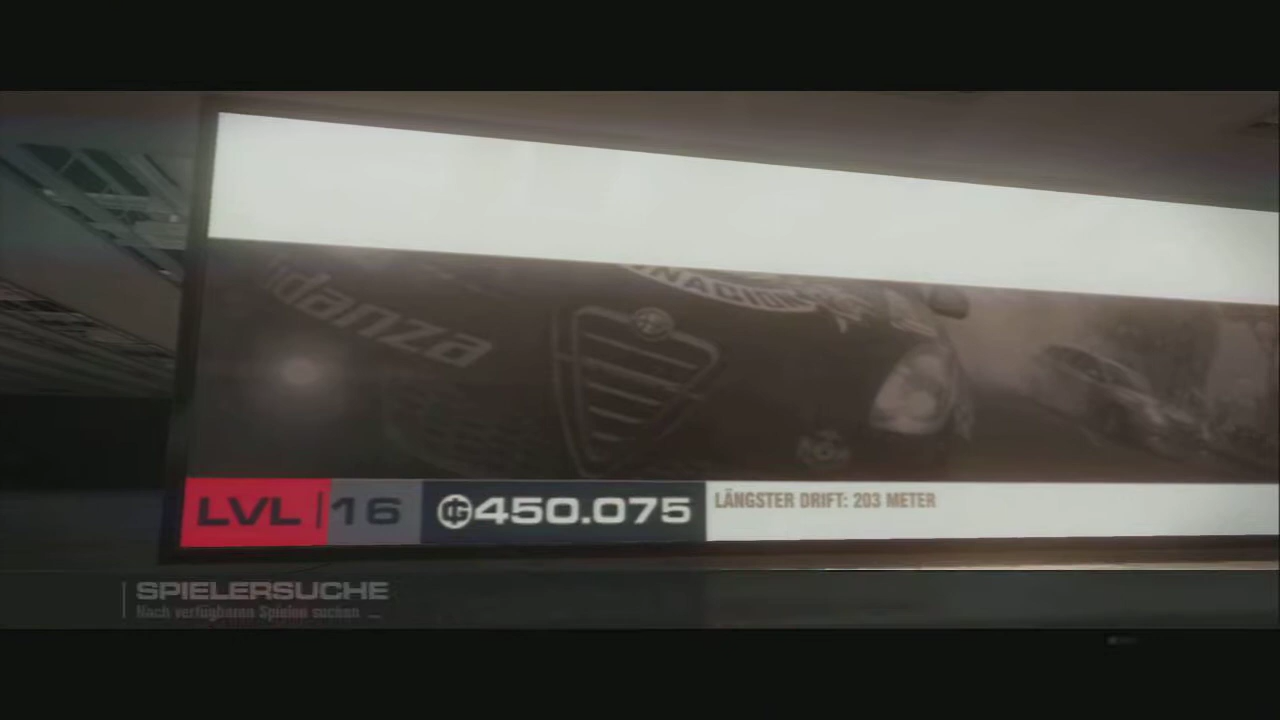 danza
LVL | 16
450.075
LÄNGSTER DRIFT: 203 METER
SPIELERSUCHE
Nach verfügbaren Spielen suchen ...